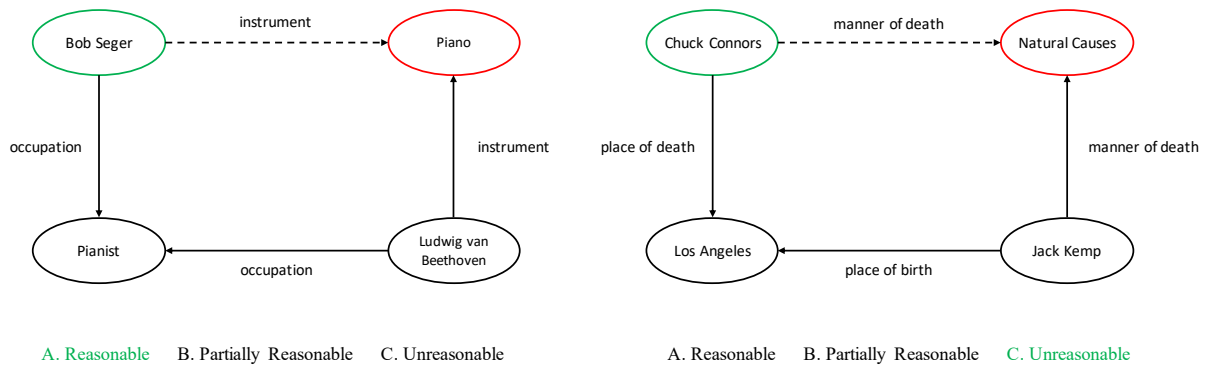 instrument
Bob Seger
Piano
occupation
instrument
Pianist
Ludwig van
Beethoven
occupation
A. Reasonable B. Partially Reasonable C. Unreasonable
manner of death
Chuck Connors
Natural Causes
place of death
manner of death
Los Angeles
Jack Kemp
place of birth
A. Reasonable B. Partially Reasonable C. Unreasonable